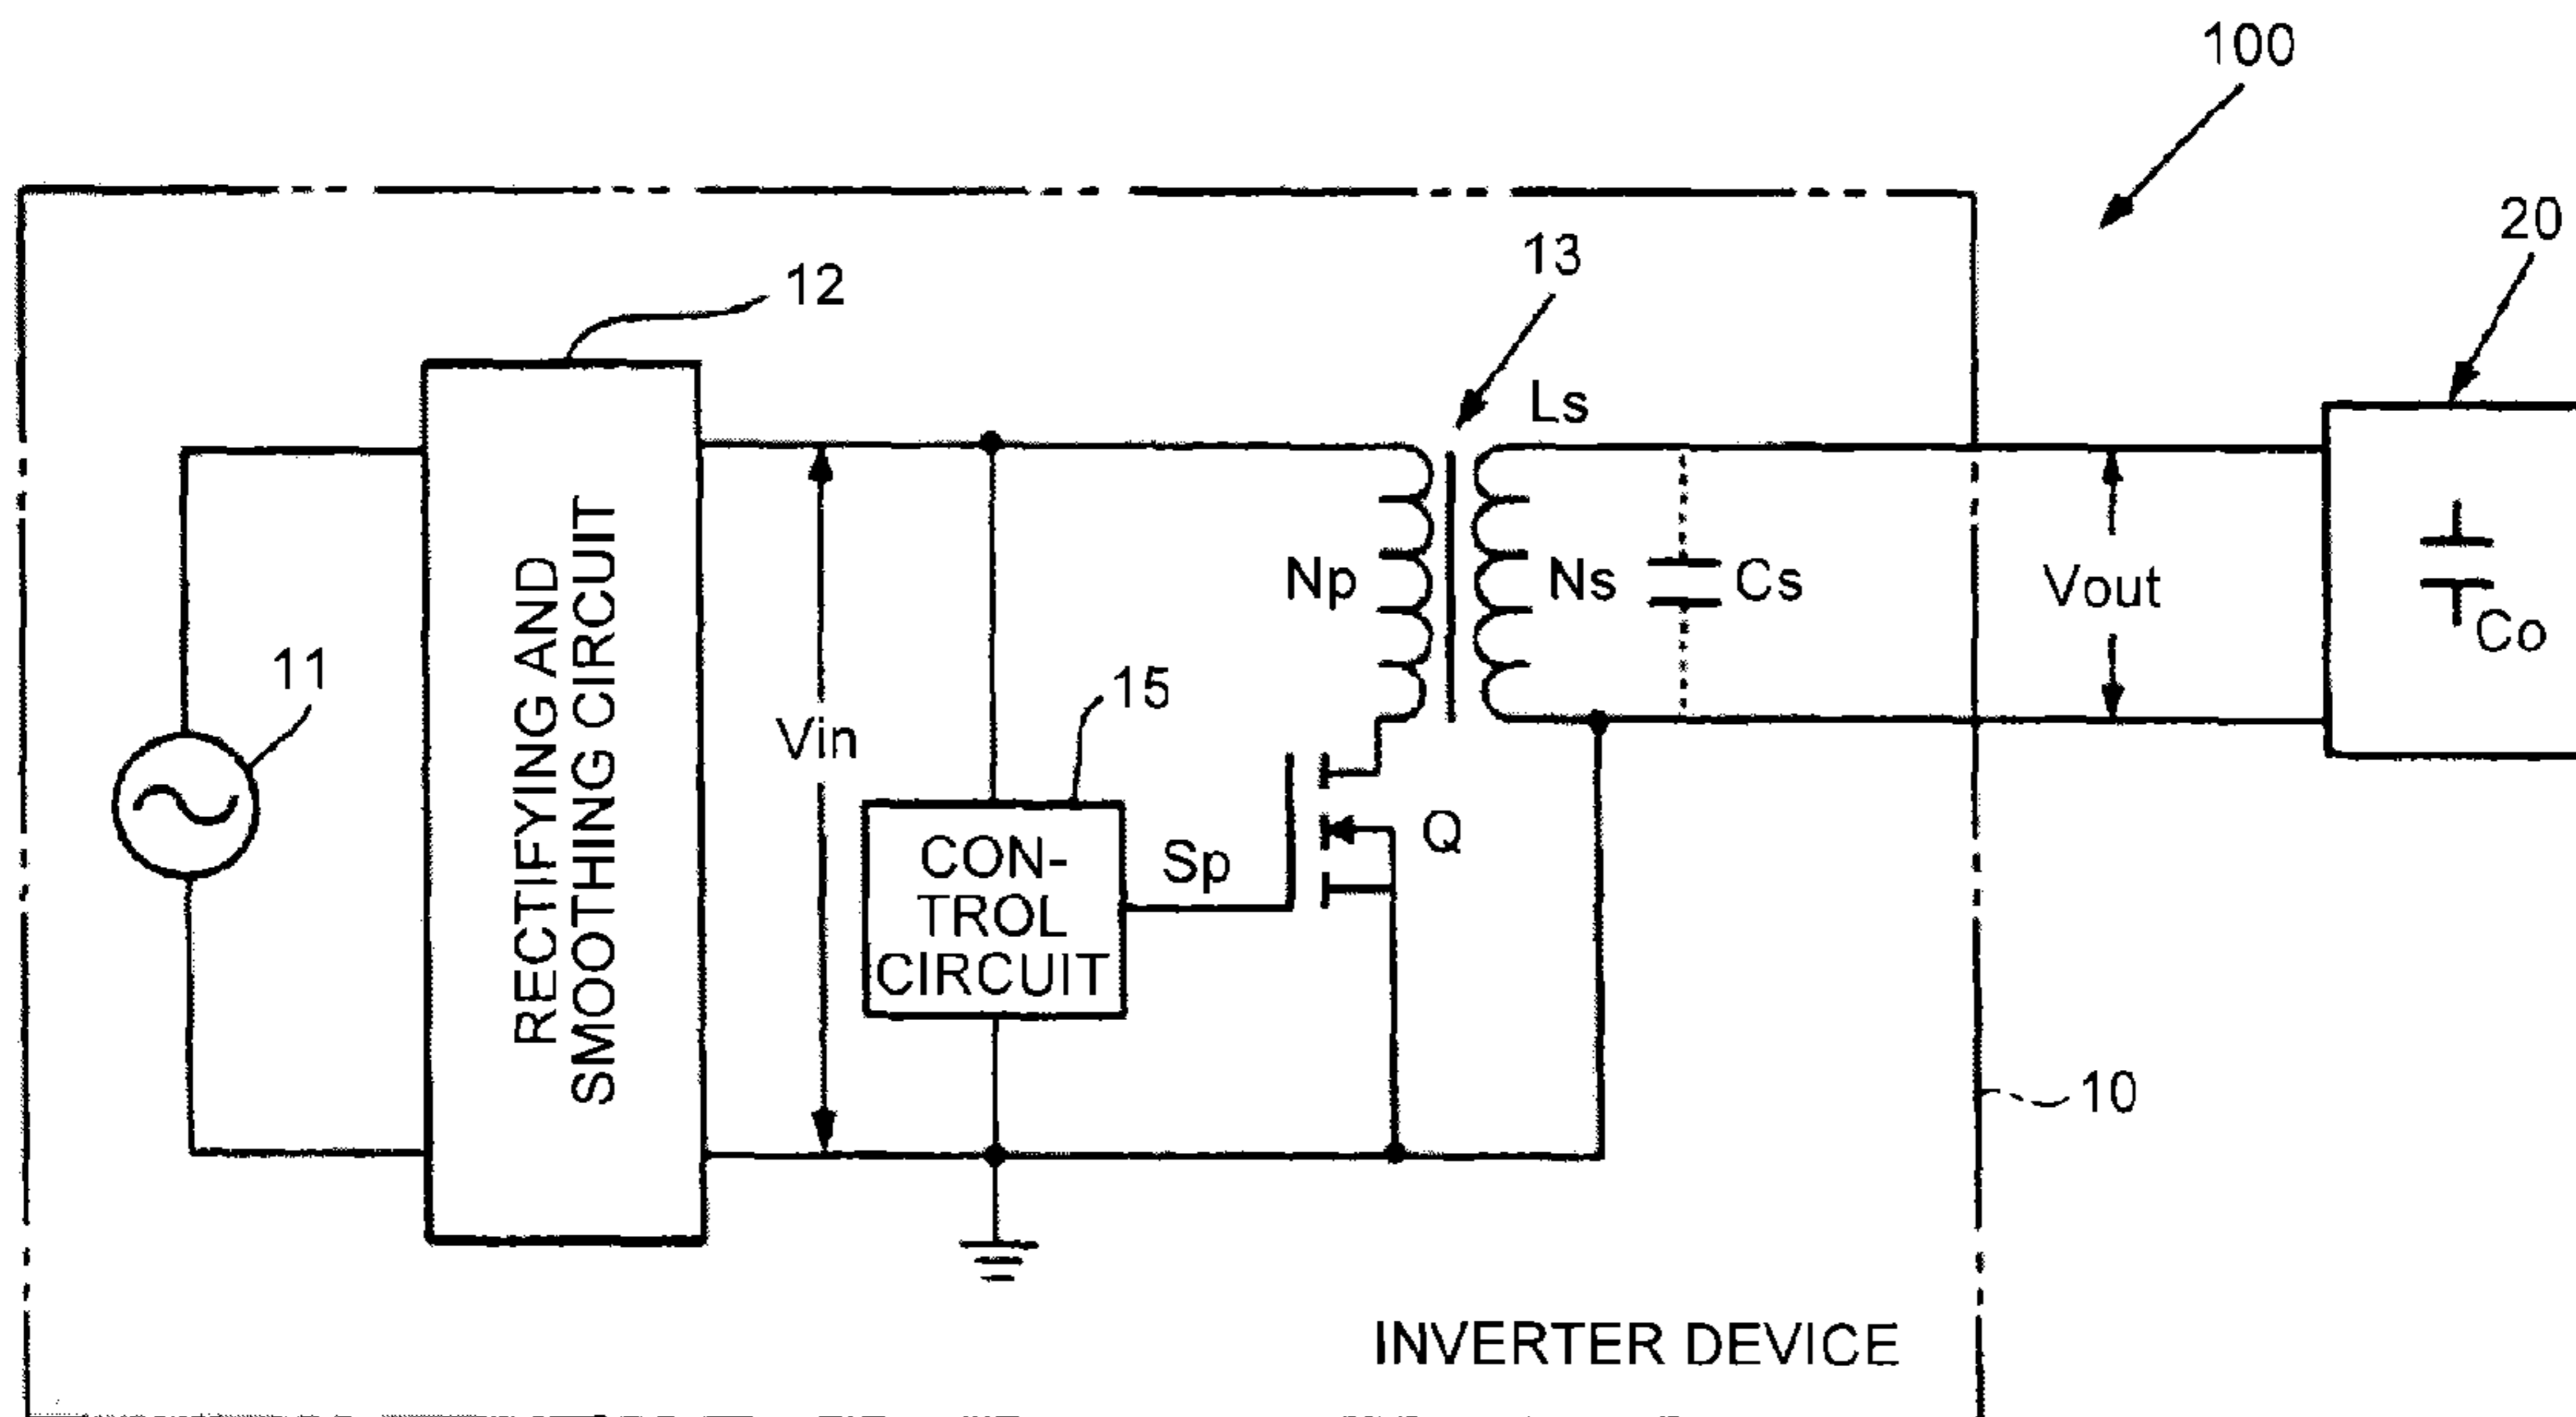 100
20
13
12
Ls
RECTIFYING AND
SMOOTHING CIRCUIT
Np
Ns
Cs
Vout
Co
11
15
Vin
Q
CON-
TROL
CIRCUIT
Sp
10
INVERTER DEVICE